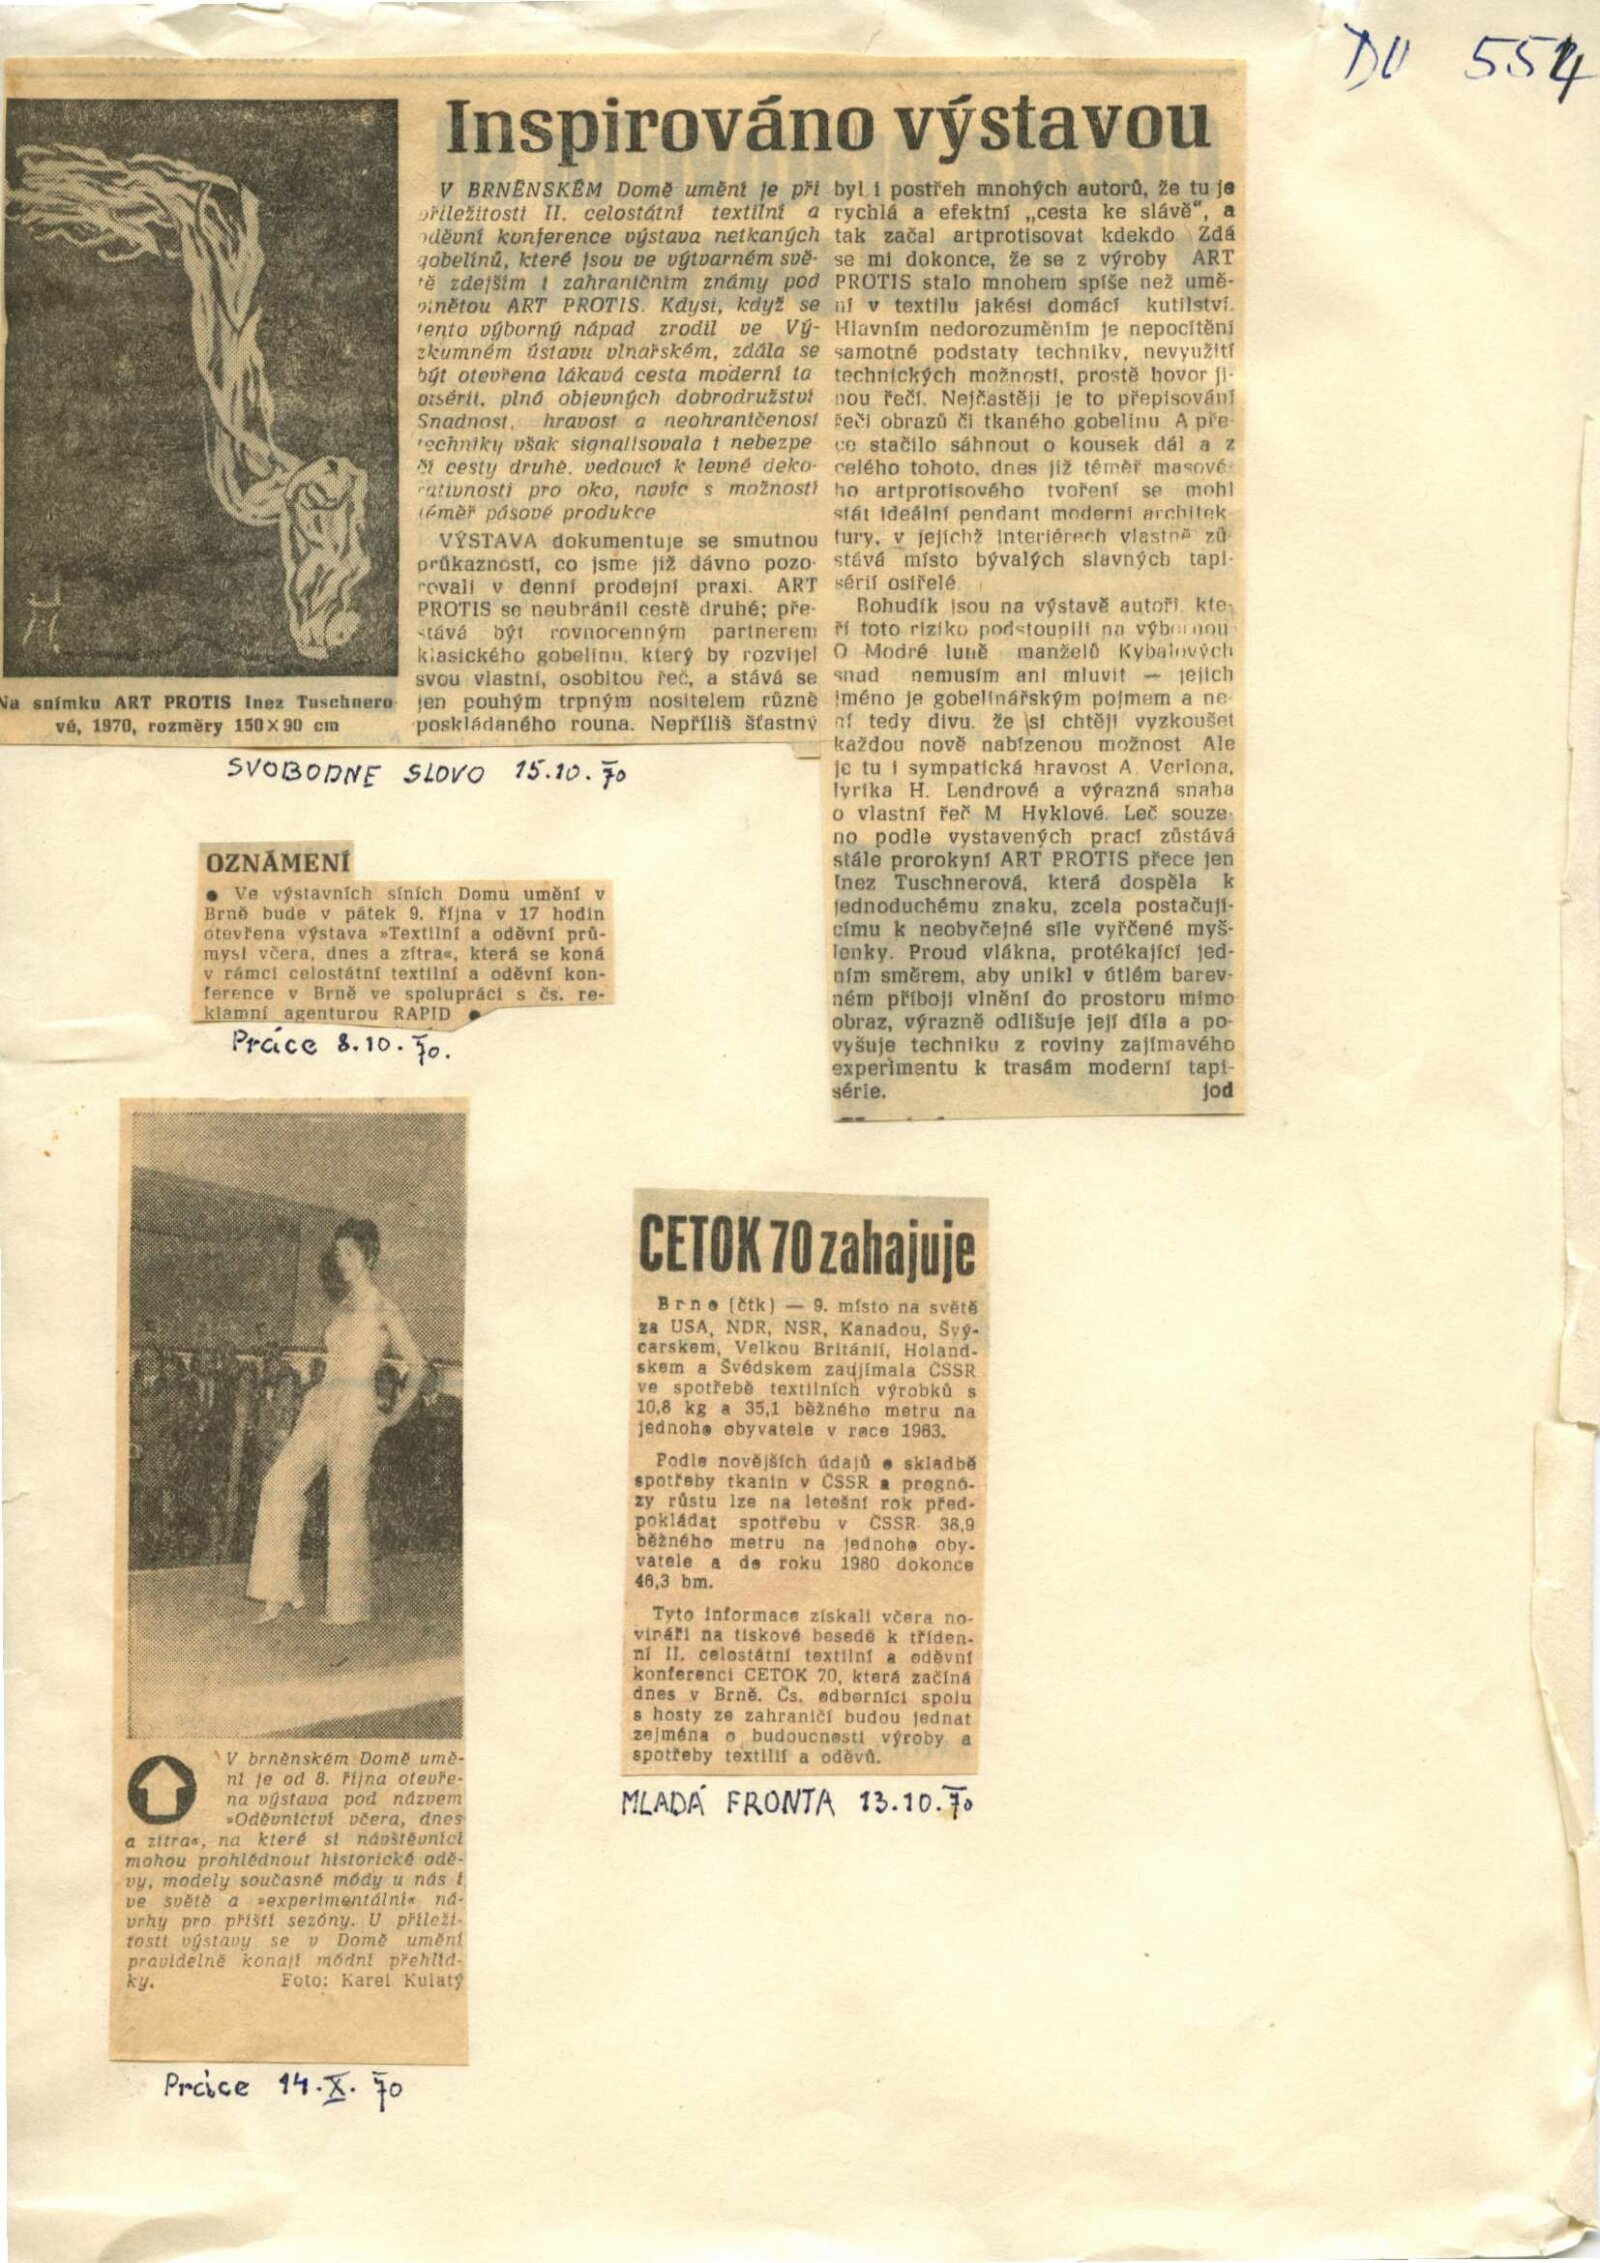 DU 554
Inspirováno výstavou
V BRNĚNSKÉM Domě umění je při
příležitosti II. celostátní textilní a
oděvní konference výstava netkaných
gobelínů, které jsou ve výtvarném svě-
tě zdejším i zahraničním známy pod
vinětou ART PROTIS. Kdysi, když se
tento výborný nápad zrodil ve Vý-
zkumném ústavu vlnařském, zdála se
být otevřena lákavá cesta moderní ta
pisérii, plná objevných dobrodružství
Snadnost, hravost a neohraničenost
techniky však signalisovala i nebezpe
čí cesty druhé, vedoucí k levné deko-
rativnosti pro oko, navíc s možností
téměř pásové produkce
VÝSTAVA dokumentuje se smutnou
průkazností, co jsme již dávno pozo-
rovali v denní prodejní praxi. ART
PROTIS se neubránil cestě druhé; pře-
stává být rovnocenným partnerem
klasického gobelínu, který by rozvíjel
svou vlastní, osobitou řeč, a stává se
jen pouhým trpným nositelem různě
poskládaného rouna. Nepříliš šťastný
byl i postřeh mnohých autorů, že tu je
rychlá a efektní „cesta ke slávě“, a
tak začal artprotisovat kdekdo Zdá
se mi dokonce, že se z výroby ART
PROTIS stalo mnohem spíše než umě-
ní v textilu jakési domácí kutilství.
Hlavním nedorozuměním je nepocítění
samotné podstaty techniky, nevyužití
technických možností, prostě hovor ji-
nou řečí. Nejčastěji je to přepisování
řeči obrazů či tkaného gobelínu A pře-
ce stačilo sáhnout o kousek dál a z
celého tohoto, dnes již téměř masové-
ho artprotisového tvoření se mohl
stát ideální pendant moderní architek
tury, v jejichž interiérech vlastně zů-
stává místo bývalých slavných tapi-
sérií osiřelé.
Bohudík jsou na výstavě autoři, kte-
ří toto riziko podstoupili na výbornou
O Modré luně manželů Kybalových
snad nemusím ani mluvit — jejich
jméno je gobelinářským pojmem a ne-
ní tedy divu, že si chtěji vyzkoušet
každou nově nabízenou možnost Ale
je tu i sympatická hravost A. Veriona,
lyrika H. Lendrové a výrazná snaha
o vlastní řeč M Hyklové. Leč souze-
no podle vystavených prací zůstává
stále prorokyní ART PROTIS přece jen
Inez Tuschnerová, která dospěla k
jednoduchému znaku, zcela postačují-
címu k neobyčejné síle vyřčené myš-
lenky. Proud vlákna, protékající jed-
ním směrem, aby unikl v útlém barev-
ném příboji vlnění do prostoru mimo
obraz, výrazně odlišuje její díla a po-
vyšuje techniku z roviny zajímavého
experimentu k trasám moderní tapi-
série. jod
Na snímku ART PROTIS Inez Tuschnero
vé, 1970, rozměry 150×90 cm
SVOBODNE SLOVO 15.10.70
OZNÁMENÍ
● Ve výstavních síních Domu umění v
Brně bude v pátek 9. října v 17 hodin
otevřena výstava »Textilní a oděvní prů-
mysl včera, dnes a zítra«, která se koná
v rámci celostátní textilní a oděvní kon-
ference v Brně ve spolupráci s čs. re-
klamní agenturou RAPID ●
Práce 8.10.70.
V brněnském Domě umě-
ní je od 8. října otevře-
na výstava pod názvem
»Oděvnictví včera, dnes
a zítra«, na které si návštěvníci
mohou prohlédnout historické odě-
vy, modely současné módy u nás i
ve světě a »experimentální« ná-
vrhy pro příští sezóny. U příleži-
tosti výstavy se v Domě umění
pravidelně konají módní přehlíd-
ky. Foto: Karel Kulatý
Práce 14.X.70
CETOK 70 zahajuje
Brno (čtk) — 9. místo na světě
za USA, NDR, NSR, Kanadou, Švý-
carskem, Velkou Británií, Holand-
skem a Švédskem zaujímala ČSSR
ve spotřebě textilních výrobků s
10,8 kg a 35,1 běžného metru na
jednoho obyvatele v roce 1963.
Podle novějších údajů o skladbě
spotřeby tkanin v ČSSR a prognó-
zy růstu lze na letošní rok před-
pokládat spotřebu v ČSSR 38,9
běžného metru na jednoho oby-
vatele a do roku 1980 dokonce
46,3 bm.
Tyto informace získali včera no-
vináři na tiskové besedě k tříden-
ní II. celostátní textilní a oděvní
konferenci CETOK 70, která začíná
dnes v Brně. Čs. odborníci spolu
s hosty ze zahraničí budou jednat
zejména o budoucnosti výroby a
spotřeby textilií a oděvů.
MLADÁ FRONTA 13.10.70